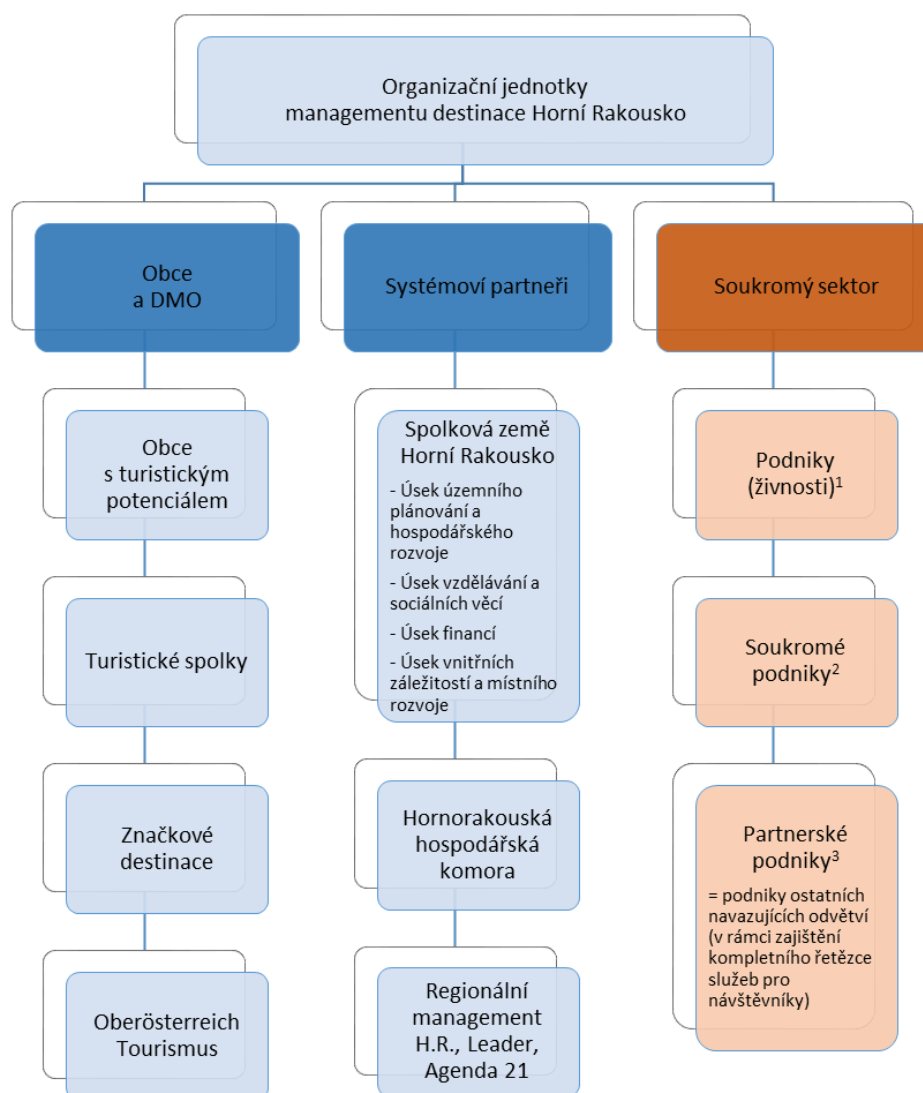 Organizační jednotky
managementu destinace Horní Rakousko
Obce
a DMO
Systémoví partneři
Soukromý sektor
Obce
s turistickým
potenciálem
Turistické spolky
Značkové
destinace
Oberösterreich
Tourismus
Spolková země
Horní Rakousko
- Úsek územního
plánování a
hospodářského
rozvoje
- Úsek vzdělávání a
sociálních věcí
- Úsek financí
- Úsek vnitřních
záležitostí a místního
rozvoje
Hornorakouská
hospodářská
komora
Regionální
management
H.R., Leader,
Agenda 21
Podniky
(živnosti)¹
Soukromé
podniky²
Partnerské
podniky³
= podniky ostatních
navazujících odvětví
(v rámci zajištění
kompletního řetězce
služeb pro
návštěvníky)